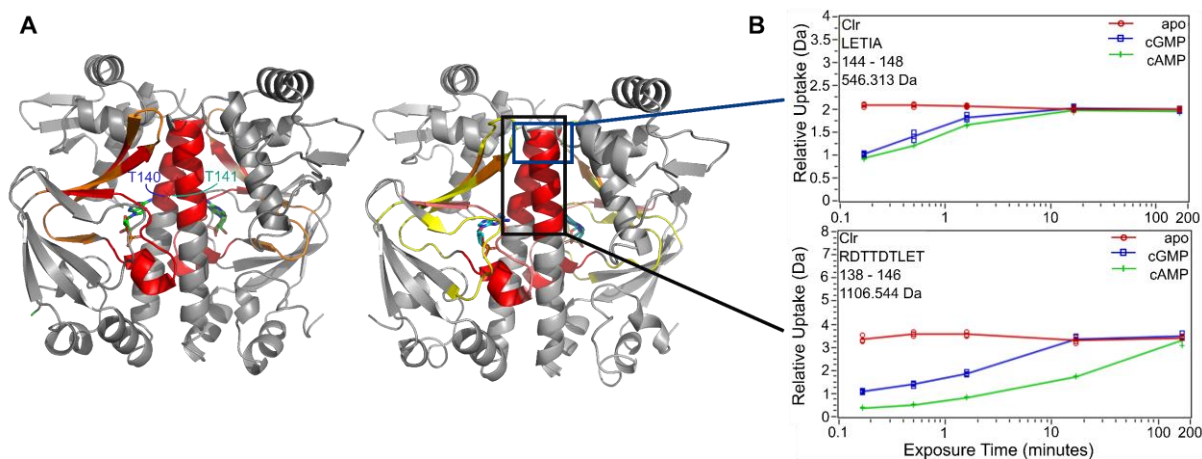 A
T140
T141
B
Relative Uptake (Da)
4
3.5
3
2.5
2
1.5
1
0.5
0
Clr
LETIA
144 - 148
546.313 Da
apo
cGMP
cAMP
0.1
1
10
100
200
Relative Uptake (Da)
8
7
6
5
4
3
2
1
0
Clr
RDTTDTLET
138 - 146
1106.544 Da
apo
cGMP
cAMP
0.1
1
10
100
200
Exposure Time (minutes)